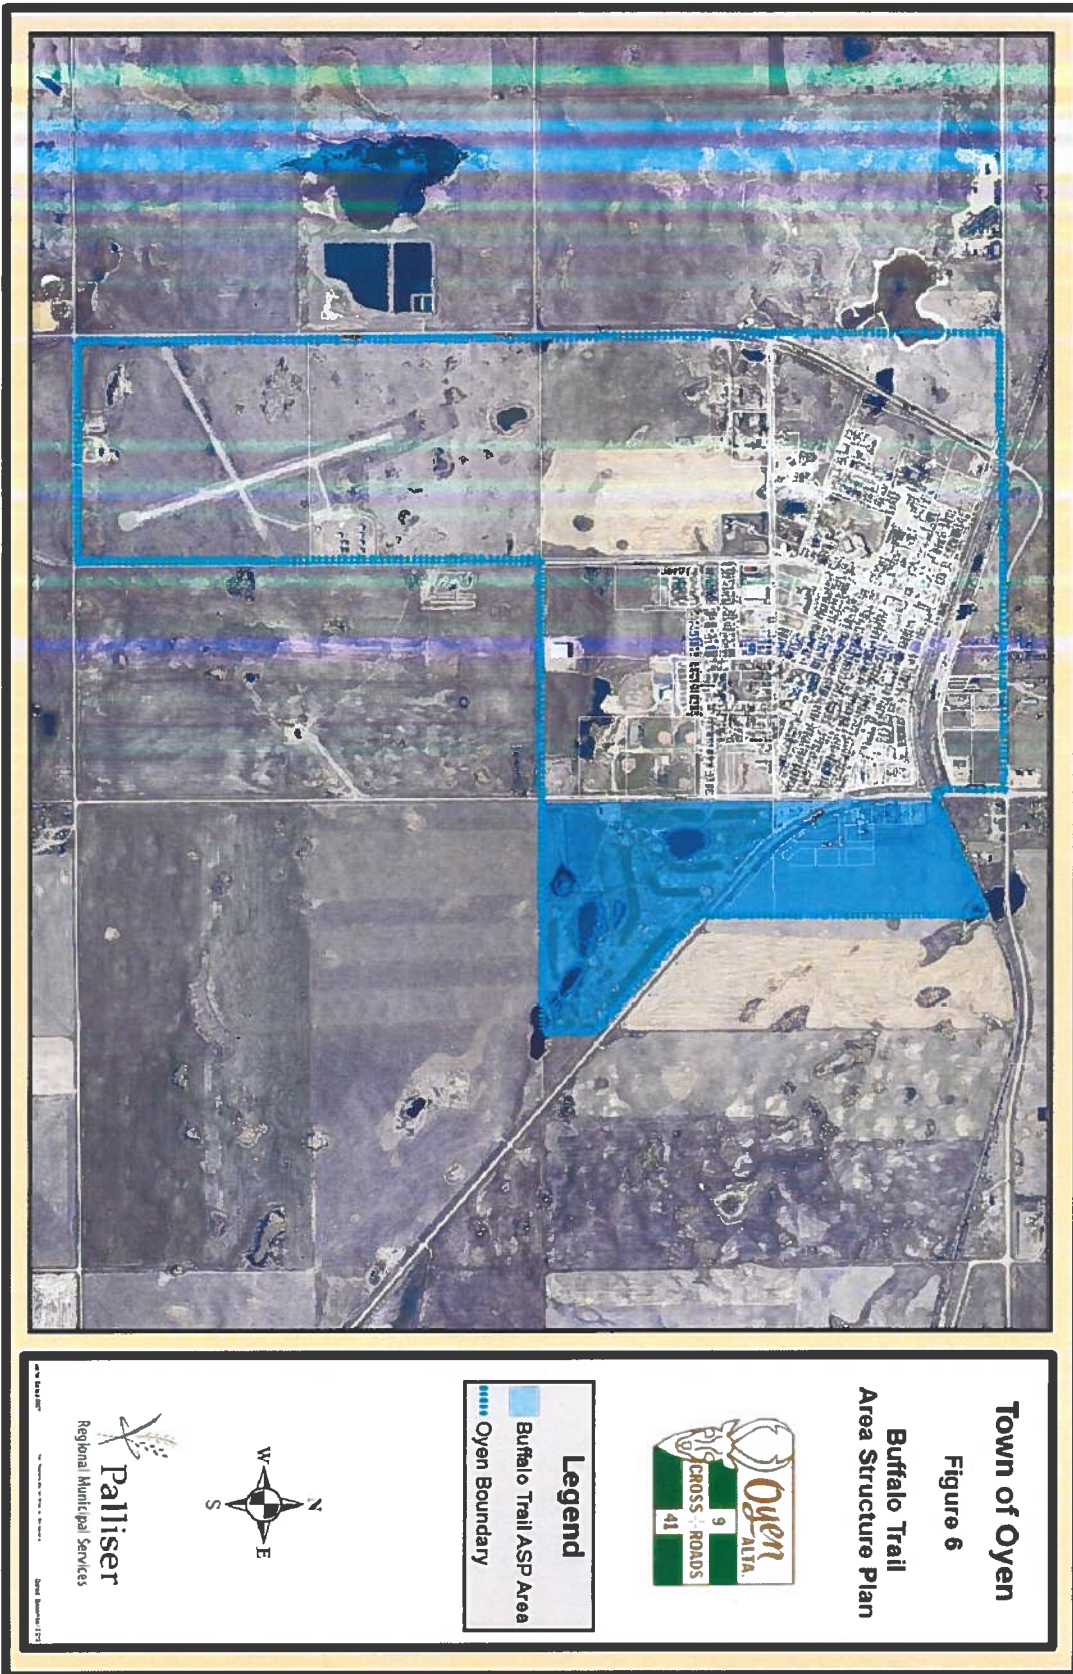 Town of Oyen
Figure 6
Buffalo Trail
Area Structure Plan
Oyen
ALTA.
9
CROSS ROADS
41
Legend
Buffalo Trail ASP Area
Oyen Boundary
N
W
E
S
Palliser
Regional Municipal Services